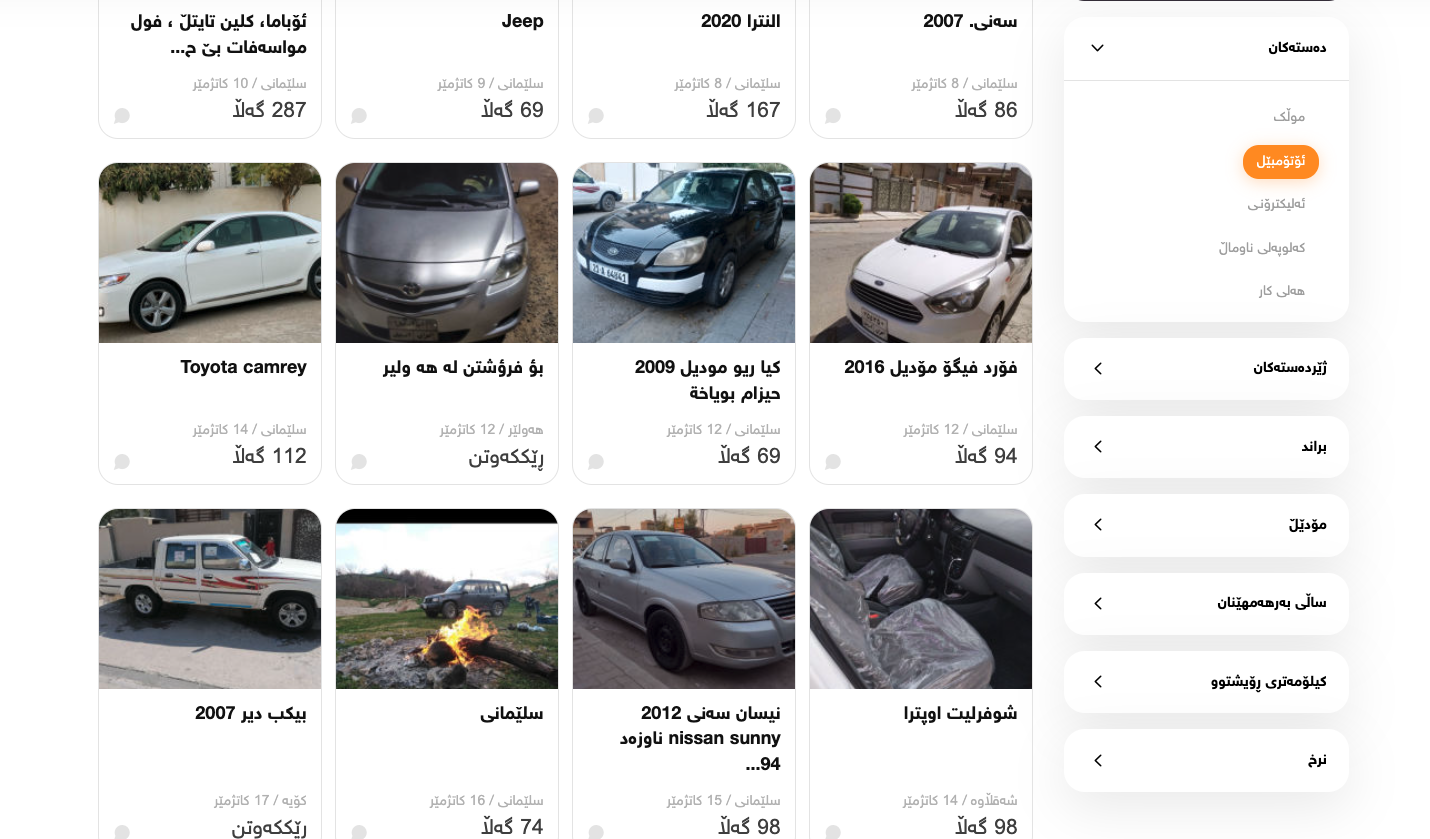 دەستەکان
موڵک
ئۆتۆمبێل
ئەلیکترۆنی
کەلوپەلی ناوماڵ
هەلی کار
ژێردەستەکان
براند
مۆدێڵ
ساڵی بەرهەمهێنان
کیلۆمەتری ڕۆیشتوو
نرخ
سەنی. 2007
سلێمانی / 8 کاتژمێر
86 گەڵا
النترا 2020
سلێمانی / 8 کاتژمێر
167 گەڵا
Jeep
سلێمانی / 9 کاتژمێر
69 گەڵا
ئۆباما، کلین تایتڵ ، فول
مواسەفات بێ ح...
سلێمانی / 10 کاتژمێر
287 گەڵا
فۆرد فیگۆ مۆدیل 2016
سلێمانی / 12 کاتژمێر
94 گەڵا
کیا ریو مودیل 2009
حیزام بویاخة
سلێمانی / 12 کاتژمێر
69 گەڵا
بۆ فرۆشتن لە هە ولیر
هەولێر / 12 کاتژمێر
ڕێککەوتن
Toyota camrey
سلێمانی / 14 کاتژمێر
112 گەڵا
شوفرلیت اوپترا
شەقڵاوە / 14 کاتژمێر
98 گەڵا
نیسان سەنی 2012
nissan sunny ناوزەد
94...
سلێمانی / 15 کاتژمێر
98 گەڵا
سلێمانی
سلێمانی / 16 کاتژمێر
74 گەڵا
بیکب دیر 2007
کۆیە / 17 کاتژمێر
ڕێککەوتن